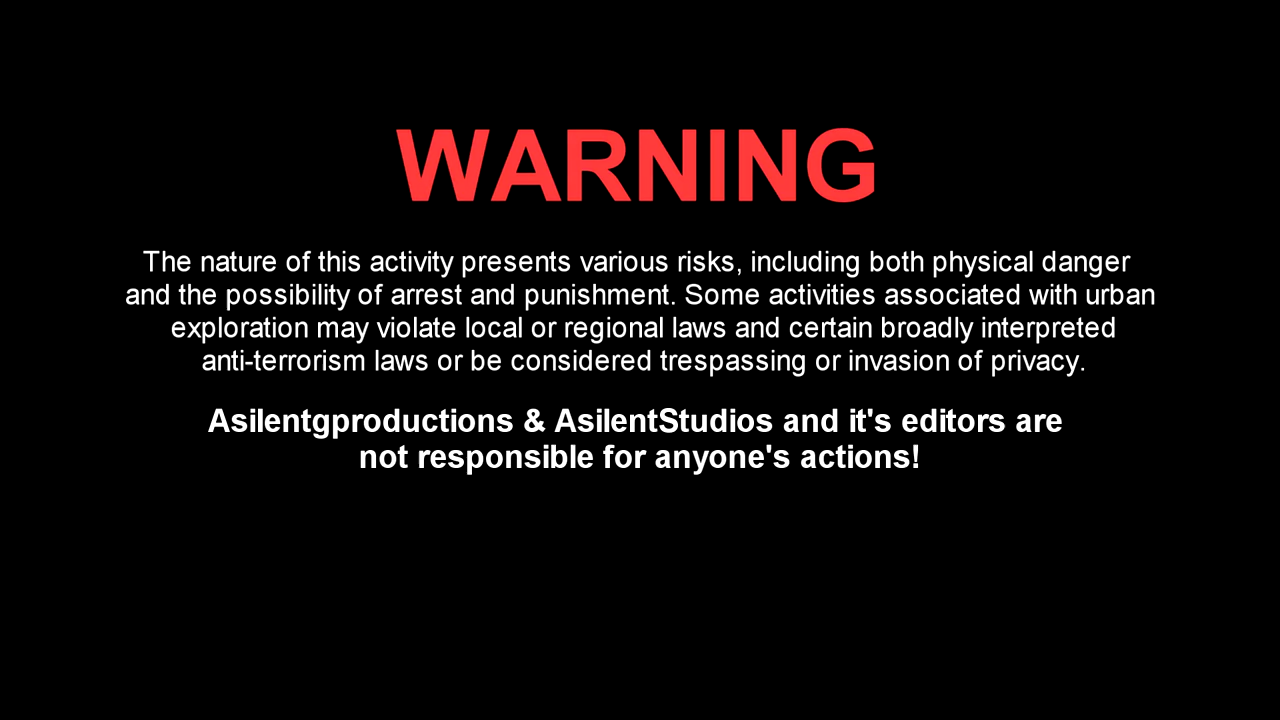 WARNING
The nature of this activity presents various risks, including both physical danger
and the possibility of arrest and punishment. Some activities associated with urban
exploration may violate local or regional laws and certain broadly interpreted
anti-terrorism laws or be considered trespassing or invasion of privacy.
Asilentgproductions & AsilentStudios and it's editors are
not responsible for anyone's actions!